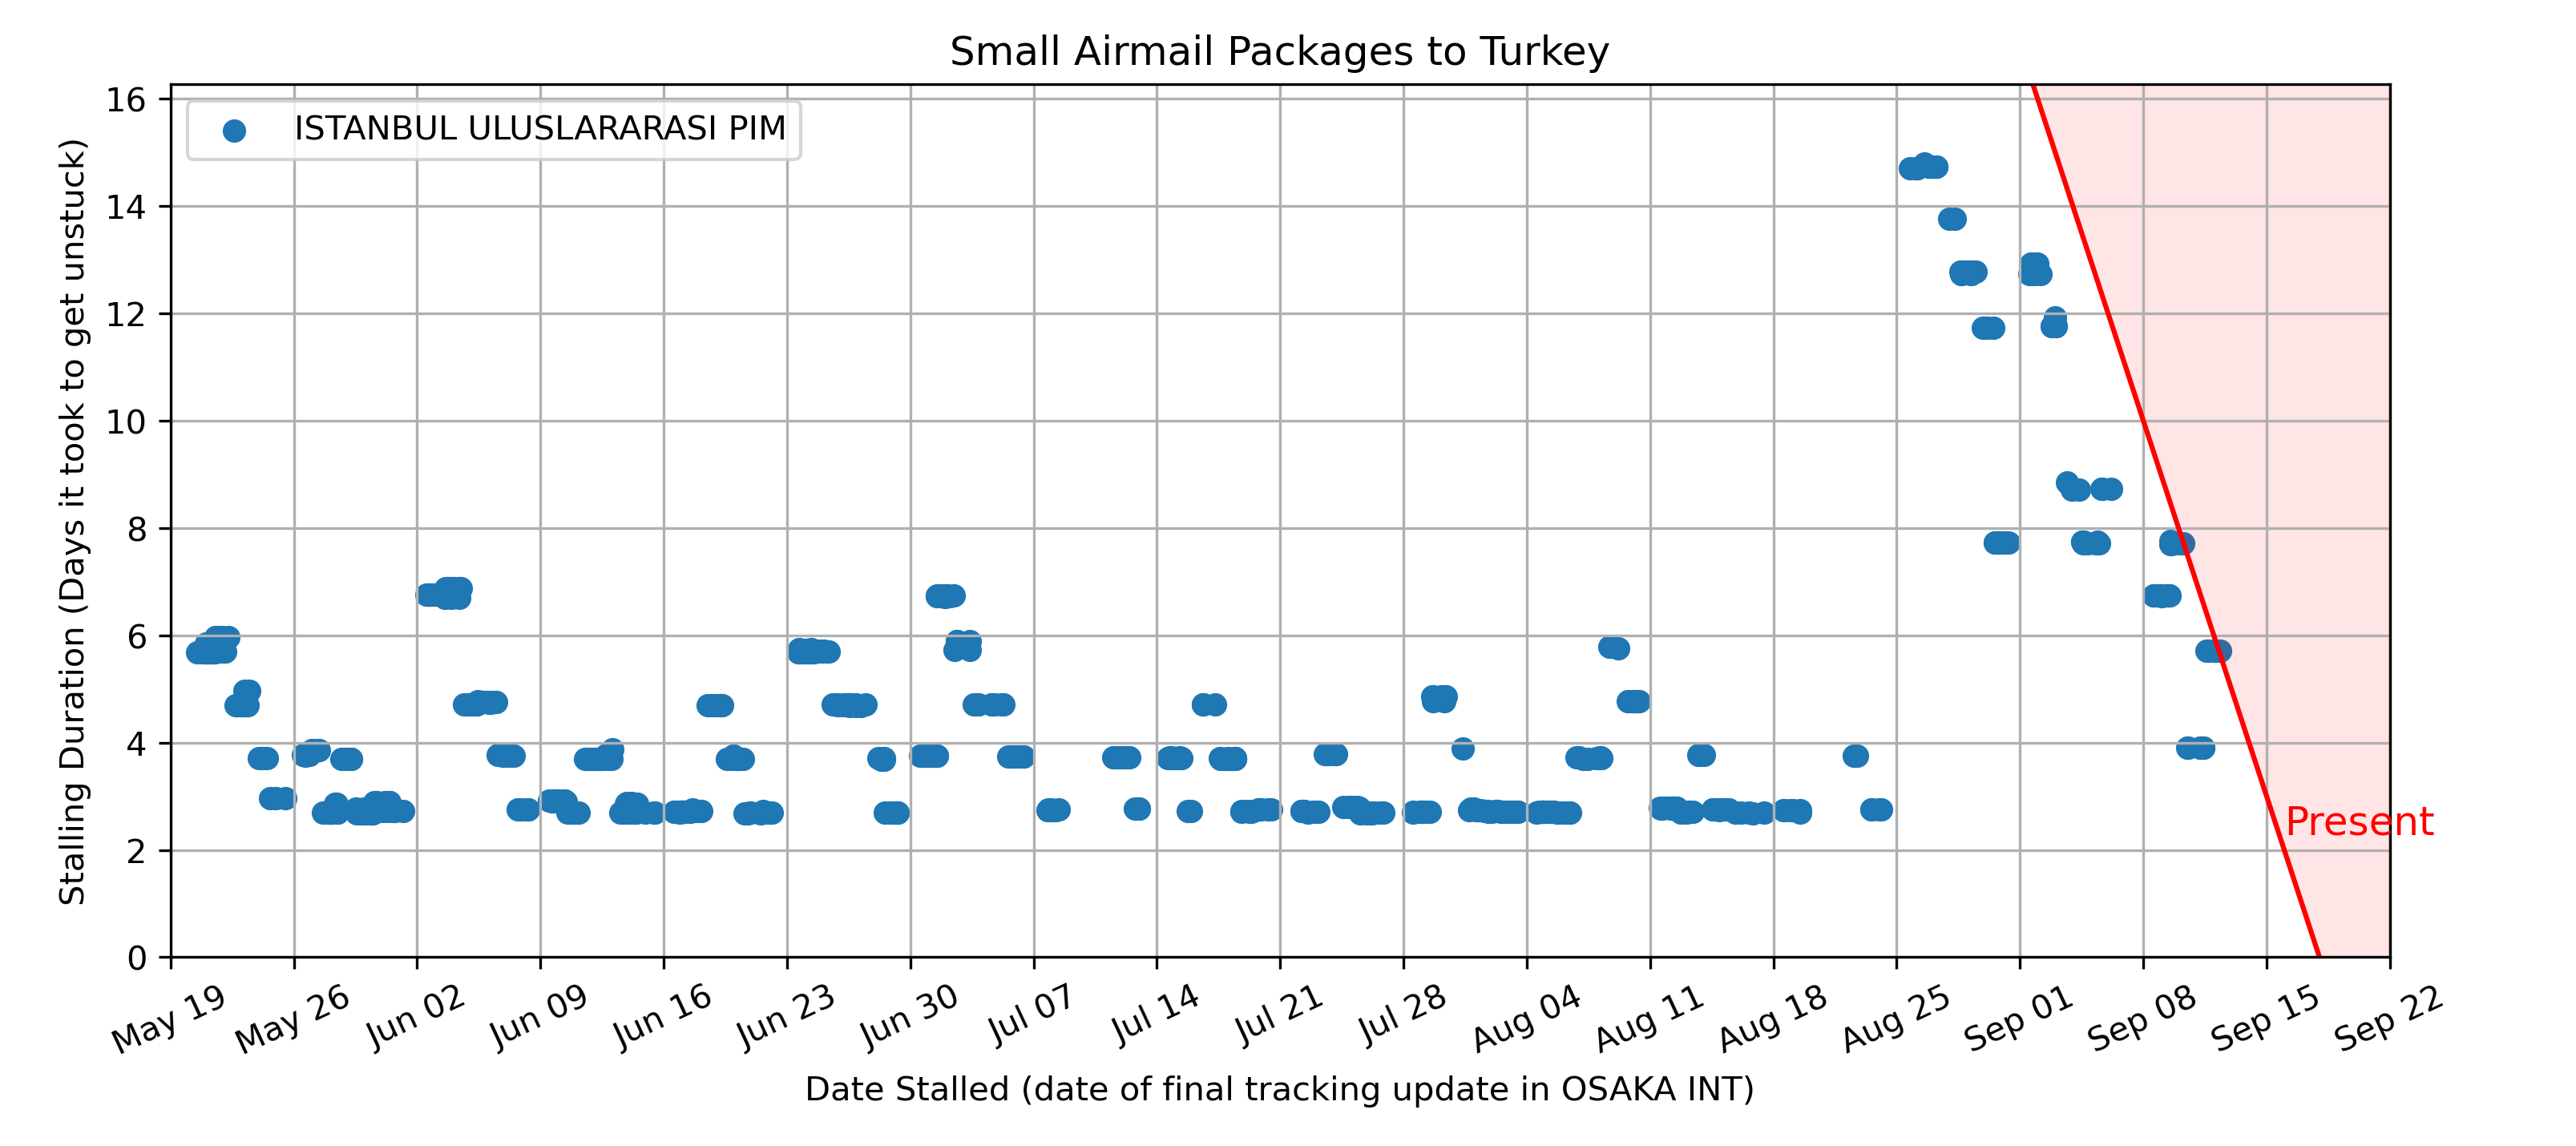 Small Airmail Packages to Turkey
ISTANBUL ULUSLARARASI PIM
Stalling Duration (Days it took to get unstuck)
16
14
12
10
8
6
4
2
0
Present
May 19
May 26
Jun 02
Jun 09
Jun 16
Jun 23
Jun 30
Jul 07
Jul 14
Jul 21
Jul 28
Aug 04
Aug 11
Aug 18
Aug 25
Sep 01
Sep 08
Sep 15
Sep 22
Date Stalled (date of final tracking update in OSAKA INT)